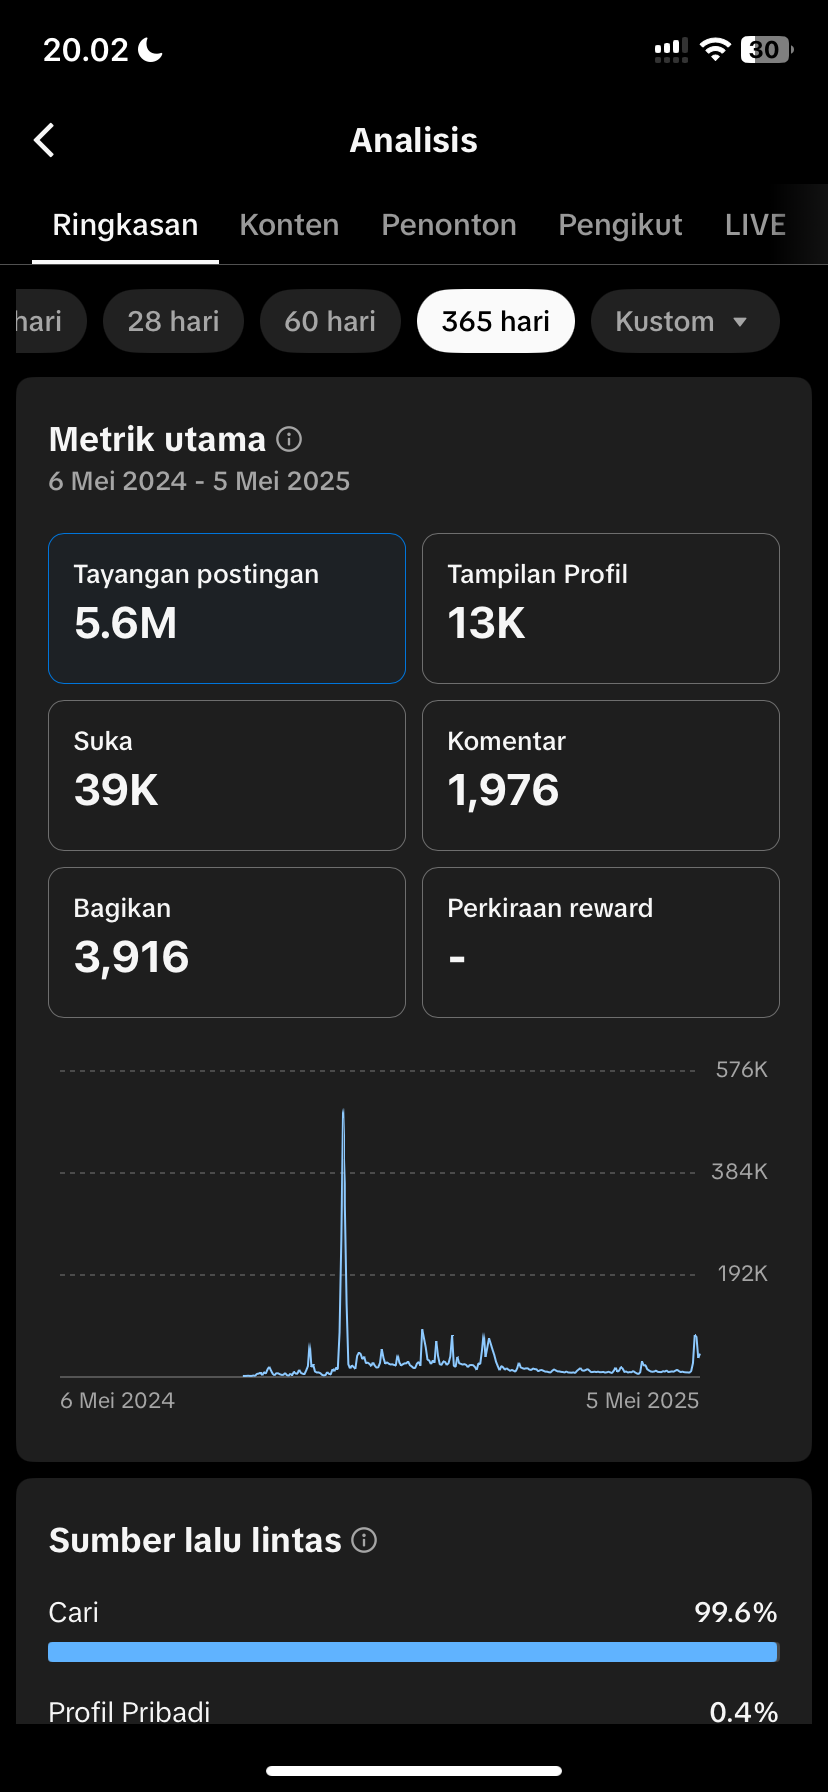 20.02
30
Analisis
Ringkasan Konten Penonton Pengikut LIVE
hari 28 hari 60 hari 365 hari Kustom
Metrik utama
6 Mei 2024 - 5 Mei 2025
Tayangan postingan Tampilan Profil
5.6M 13K
Suka Komentar
39K 1,976
Bagikan Perkiraan reward
3,916 -
576K
384K
192K
6 Mei 2024 5 Mei 2025
Sumber lalu lintas
Cari 99.6%
Profil Pribadi 0.4%